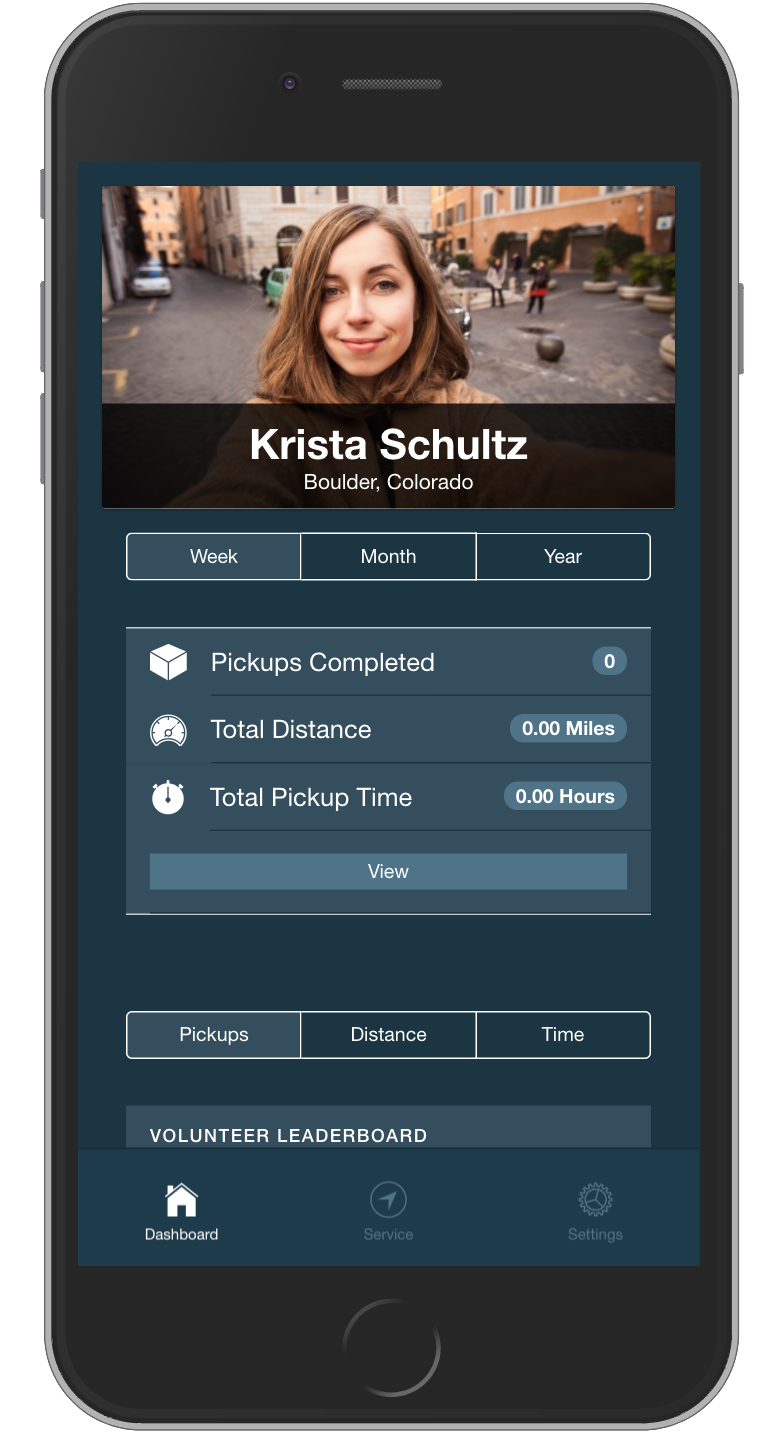 Krista Schultz
Boulder, Colorado
Week Month Year
Pickups Completed 0
Total Distance 0.00 Miles
Total Pickup Time 0.00 Hours
View
Pickups Distance Time
VOLUNTEER LEADERBOARD
Dashboard Service Settings